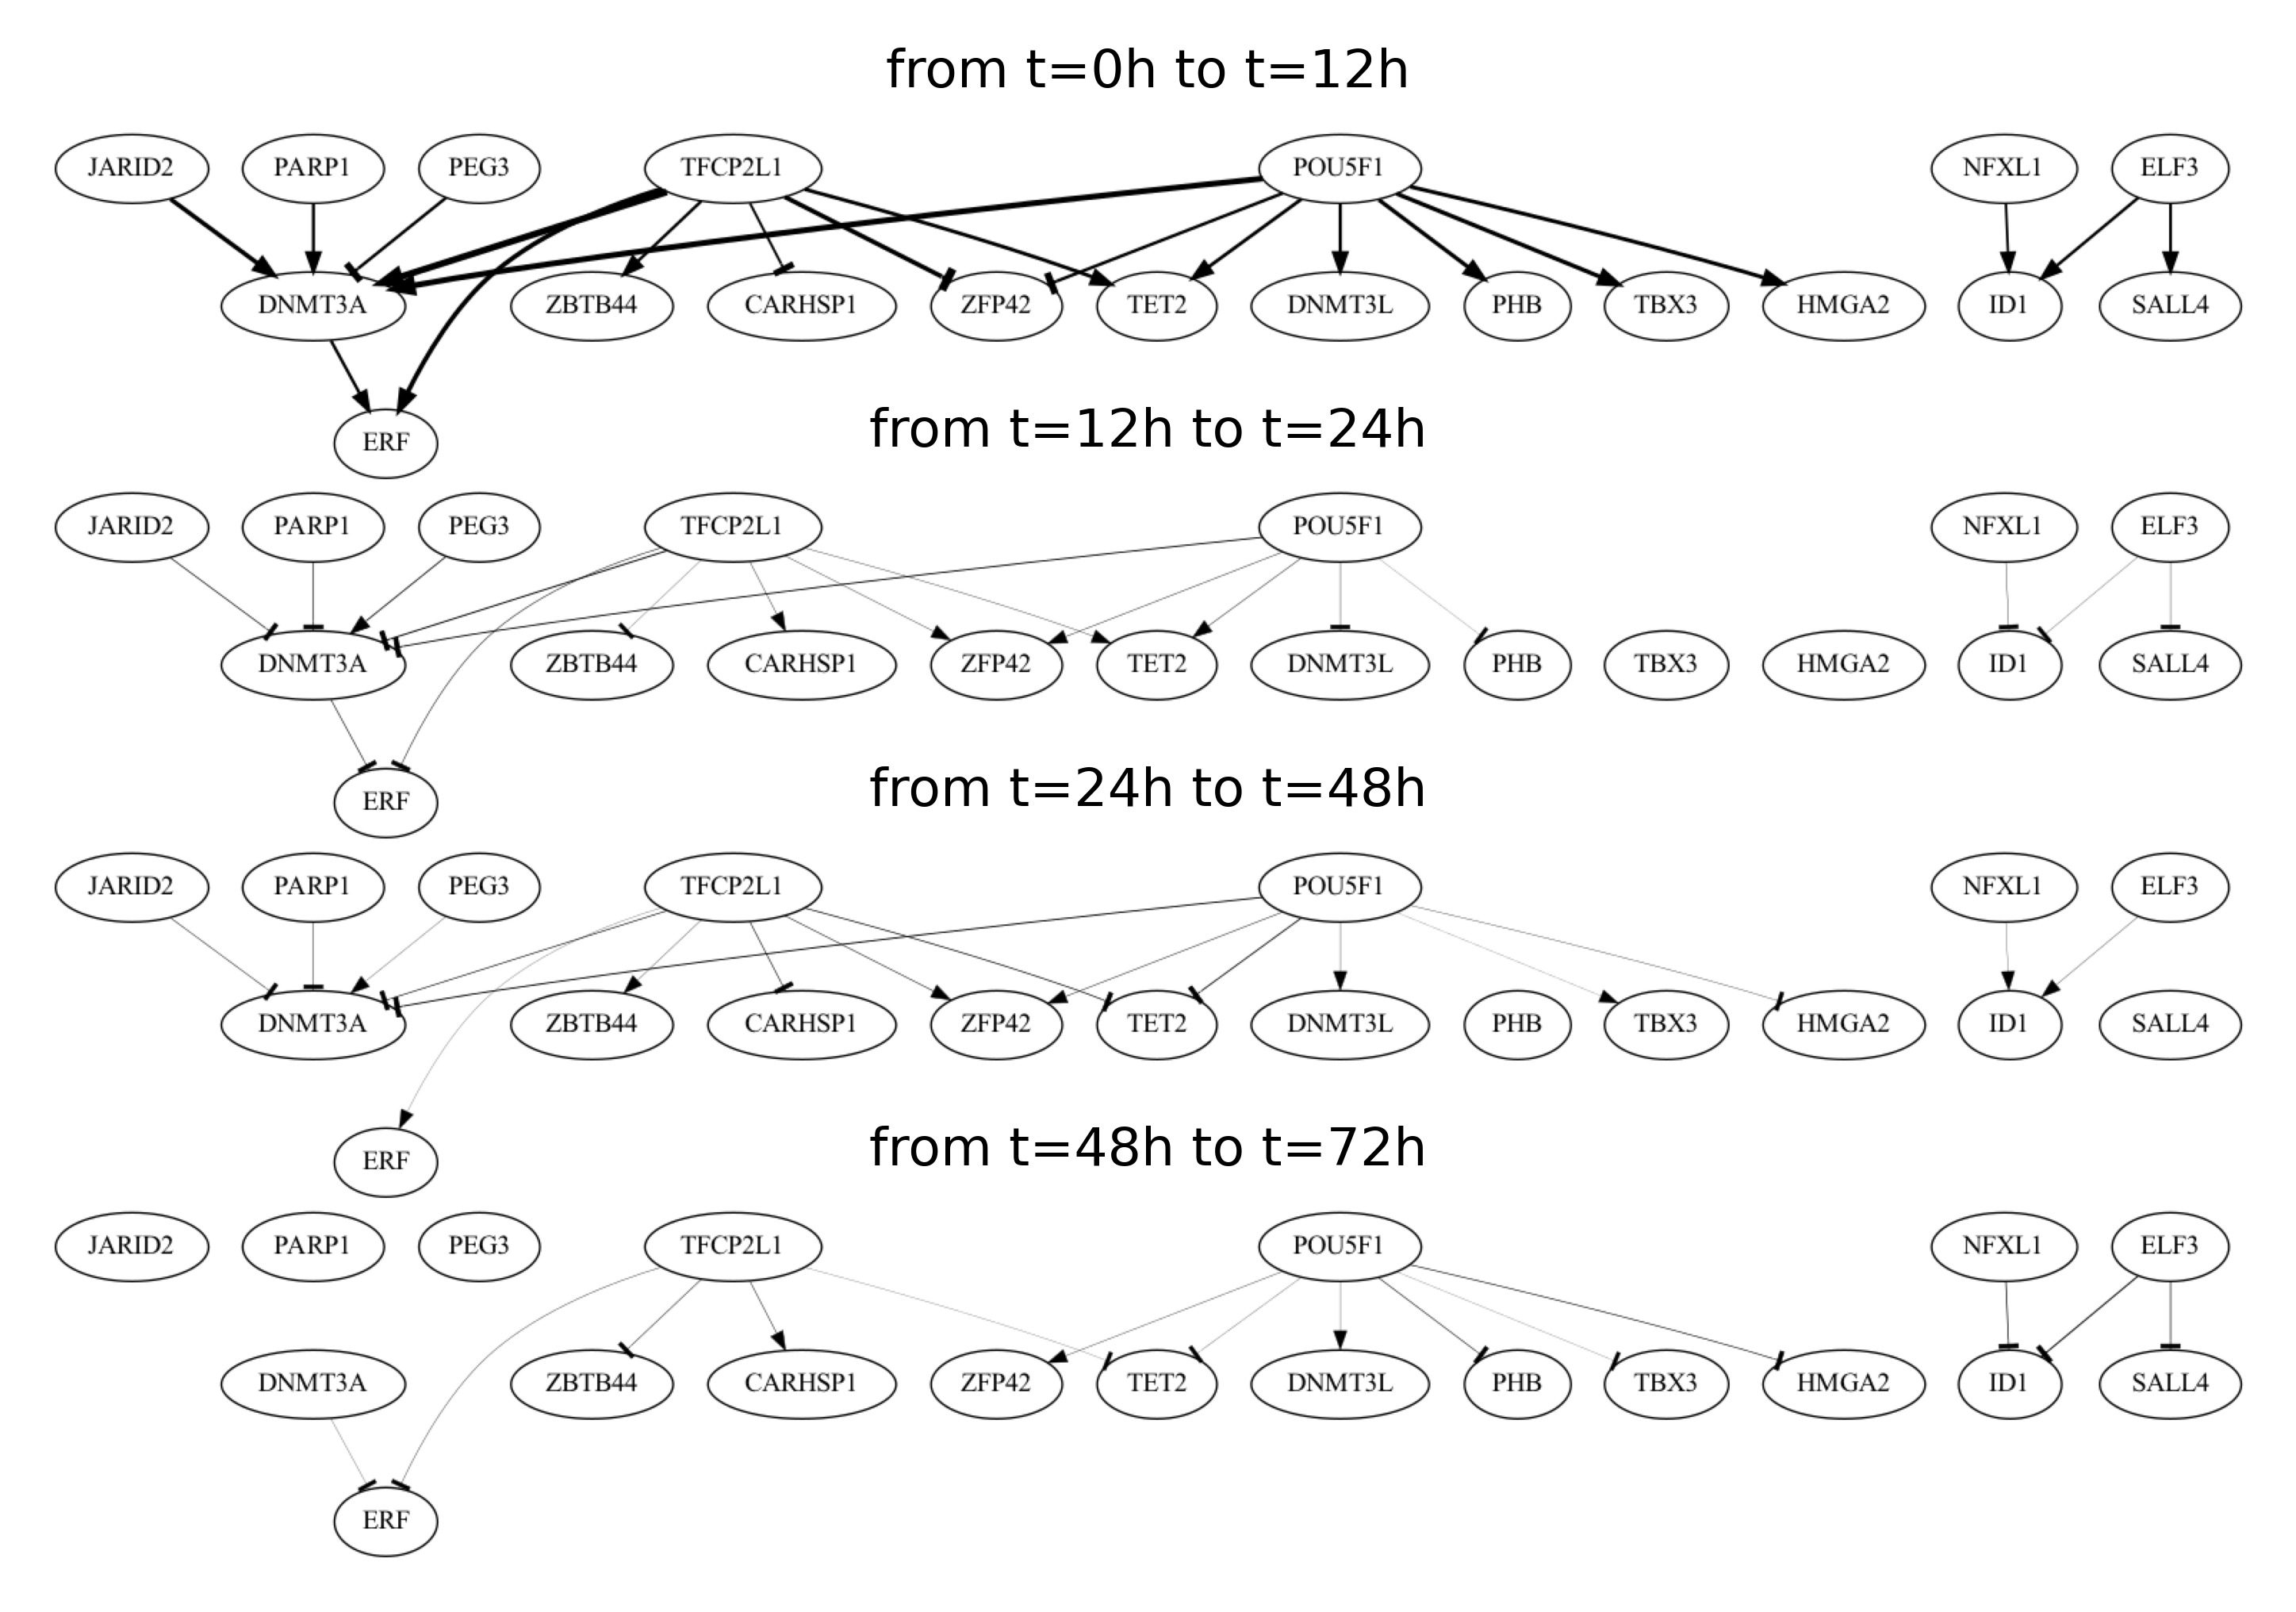 from t=0h to t=12h
JARID2 PARP1 PEG3 TFCP2L1 POU5F1 NFXL1 ELF3
DNMT3A ZBTB44 CARHSP1 ZFP42 TET2 DNMT3L PHB TBX3 HMGA2 ID1 SALL4
ERF
from t=12h to t=24h
JARID2 PARP1 PEG3 TFCP2L1 POU5F1 NFXL1 ELF3
DNMT3A ZBTB44 CARHSP1 ZFP42 TET2 DNMT3L PHB TBX3 HMGA2 ID1 SALL4
ERF
from t=24h to t=48h
JARID2 PARP1 PEG3 TFCP2L1 POU5F1 NFXL1 ELF3
DNMT3A ZBTB44 CARHSP1 ZFP42 TET2 DNMT3L PHB TBX3 HMGA2 ID1 SALL4
ERF
from t=48h to t=72h
JARID2 PARP1 PEG3 TFCP2L1 POU5F1 NFXL1 ELF3
DNMT3A ZBTB44 CARHSP1 ZFP42 TET2 DNMT3L PHB TBX3 HMGA2 ID1 SALL4
ERF